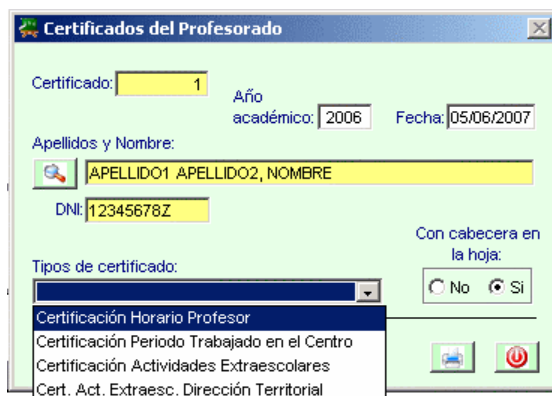 Certificados del Profesorado
Certificado: 1
Año
académico: 2006 Fecha: 05/06/2007
Apellidos y Nombre:
APELLIDO1 APELLIDO2, NOMBRE
DNI: 12345678Z
Con cabecera en
la hoja:
Tipos de certificado:
No Si
Certificación Horario Profesor
Certificación Periodo Trabajado en el Centro
Certificación Actividades Extraescolares
Cert. Act. Extraesc. Dirección Territorial